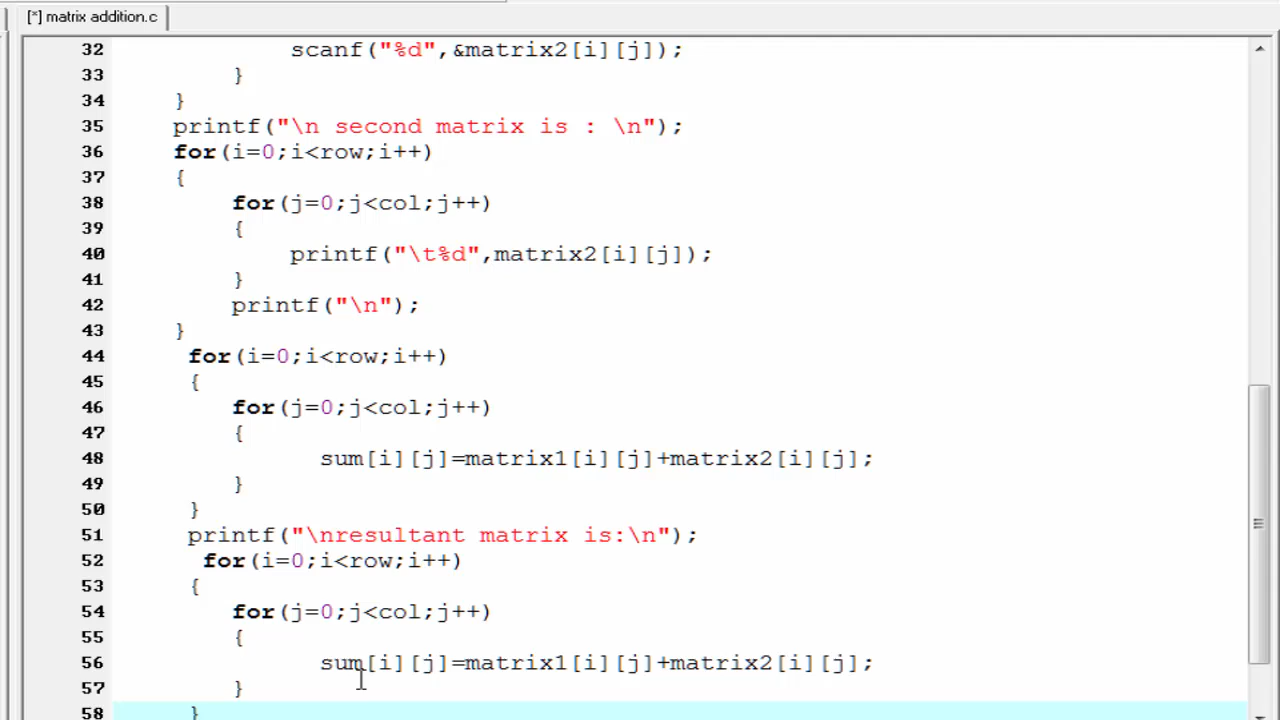 [*] matrix addition.c
32 scanf("%d",&matrix2[i][j]);
33 }
34 }
35 printf("\n second matrix is : \n");
36 for(i=0;i<row;i++)
37 {
38 for(j=0;j<col;j++)
39 {
40 printf("\t%d",matrix2[i][j]);
41 }
42 printf("\n");
43 }
44 for(i=0;i<row;i++)
45 {
46 for(j=0;j<col;j++)
47 {
48 sum[i][j]=matrix1[i][j]+matrix2[i][j];
49 }
50 }
51 printf("\nresultant matrix is:\n");
52 for(i=0;i<row;i++)
53 {
54 for(j=0;j<col;j++)
55 {
56 sum[i][j]=matrix1[i][j]+matrix2[i][j];
57 }
58 }